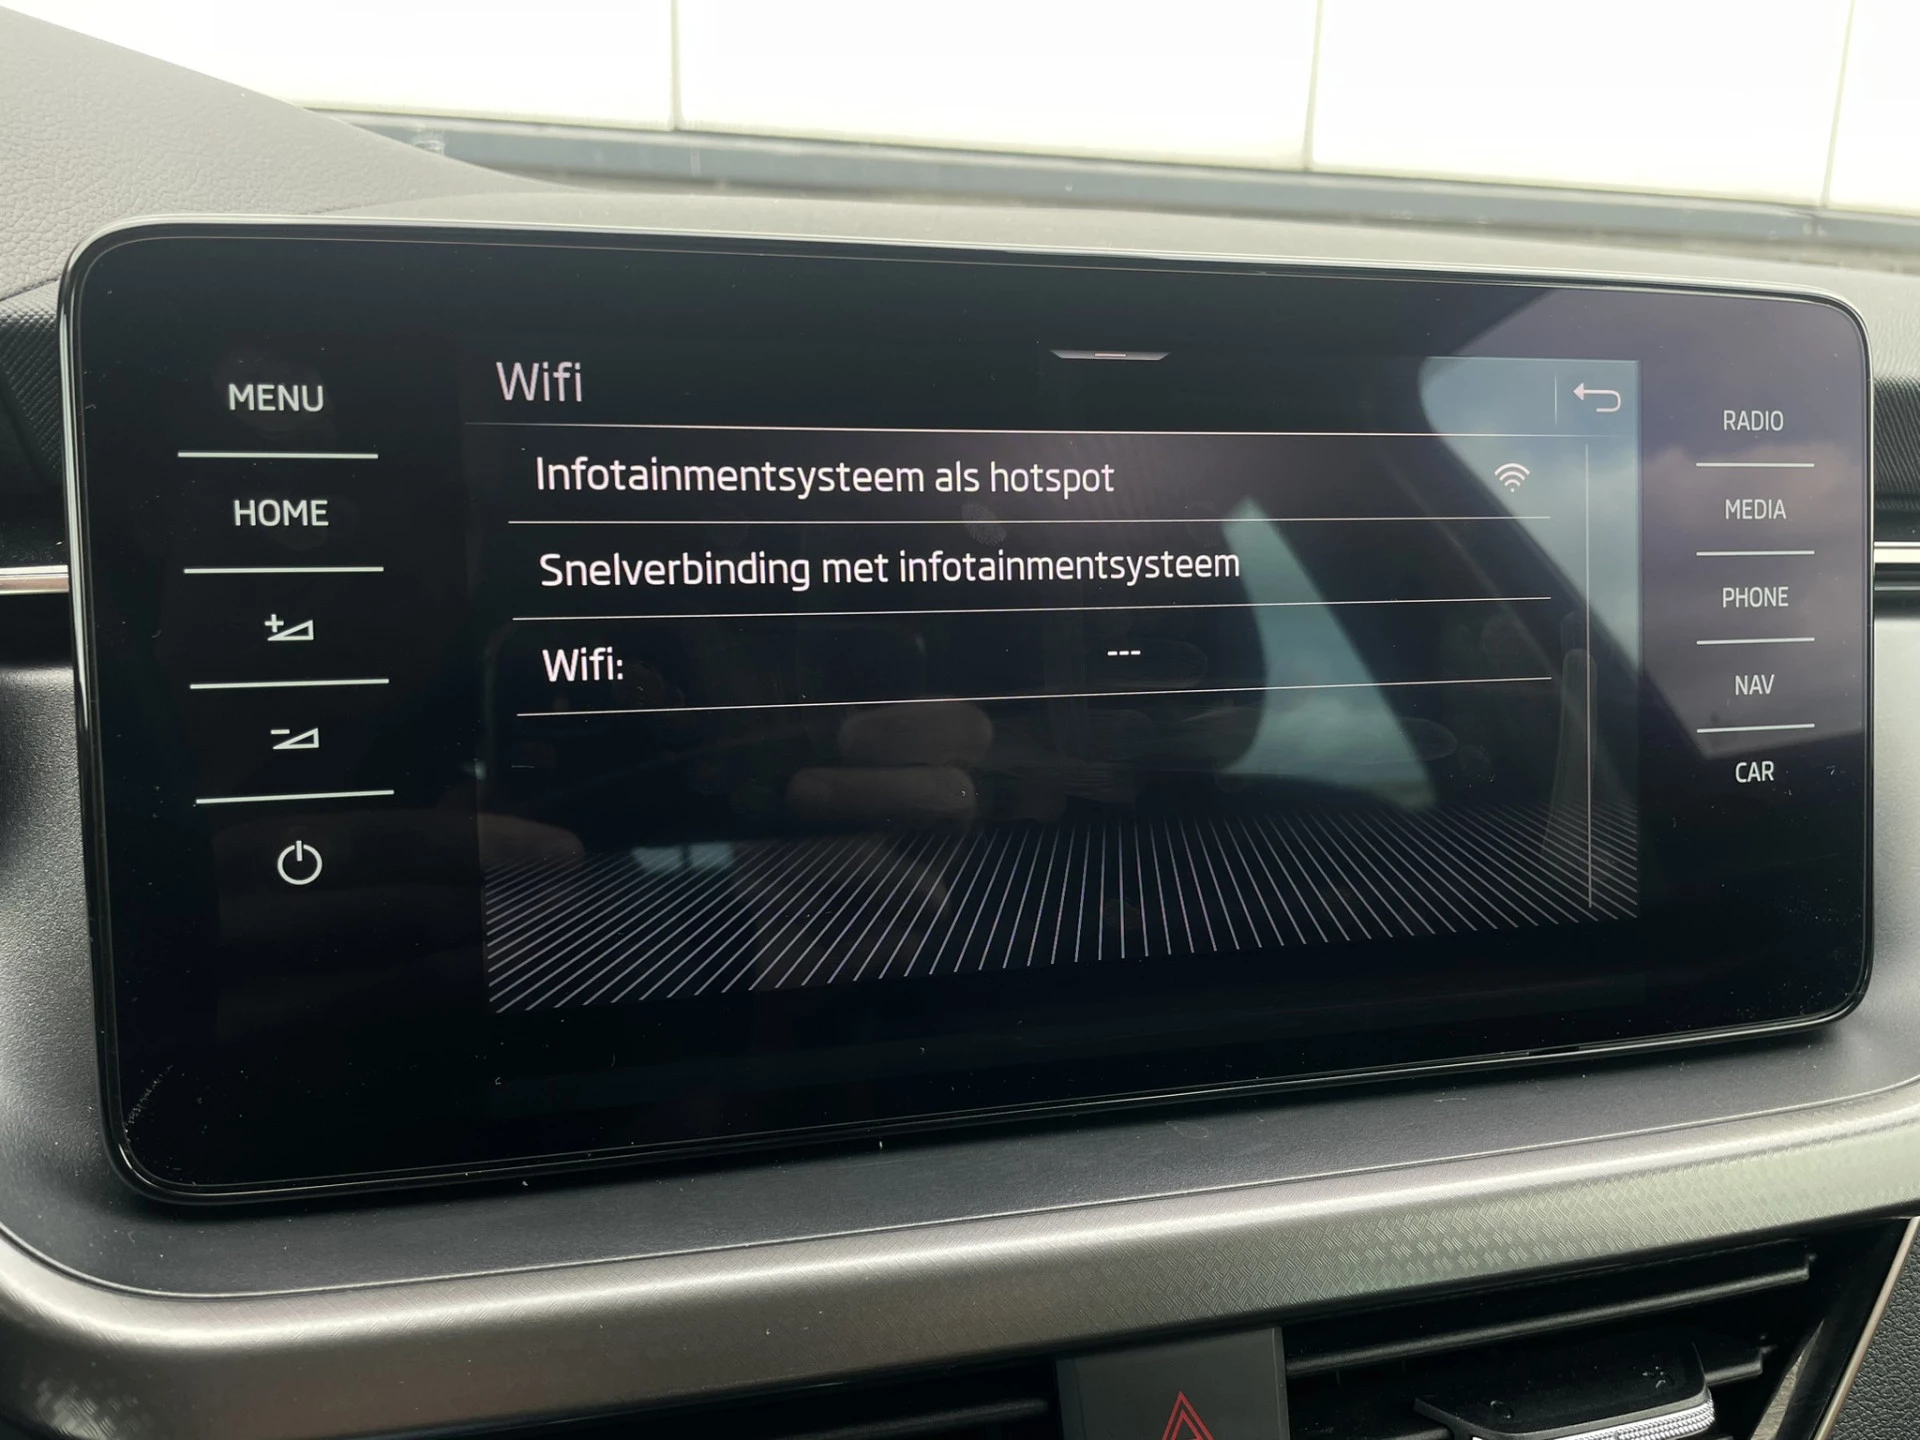 MENU
HOME
Wifi
Infotainmentsysteem als hotspot
Snelverbinding met infotainmentsysteem
Wifi: ---
RADIO
MEDIA
PHONE
NAV
CAR